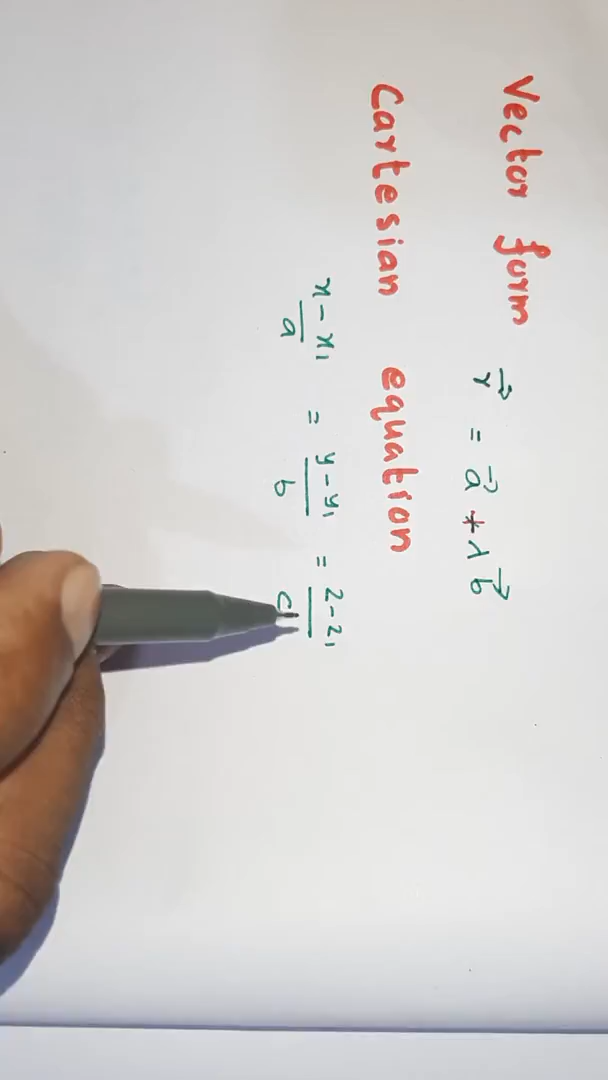 Vector form
r⃗ = a⃗ + λb⃗
Cartesian equation
x-x₁/a = y-y₁/b = z-z₁/c